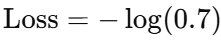 Loss = − log(0.7)